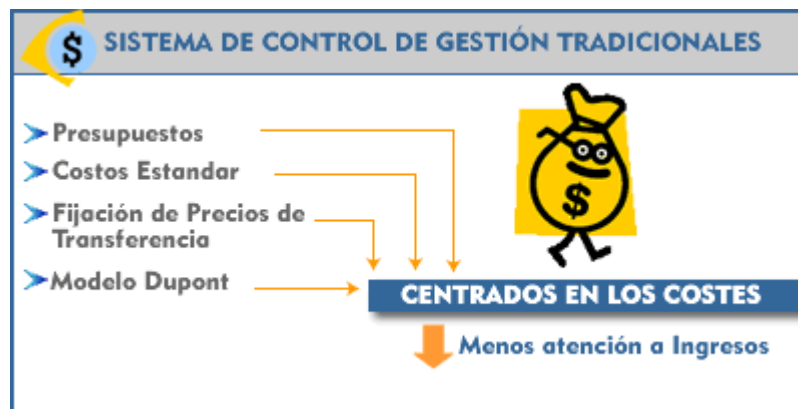 $ SISTEMA DE CONTROL DE GESTIÓN TRADICIONALES
Presupuestos
Costos Estandar
Fijación de Precios de
Transferencia
Modelo Dupont
$
CENTRADOS EN LOS COSTES
Menos atención a Ingresos